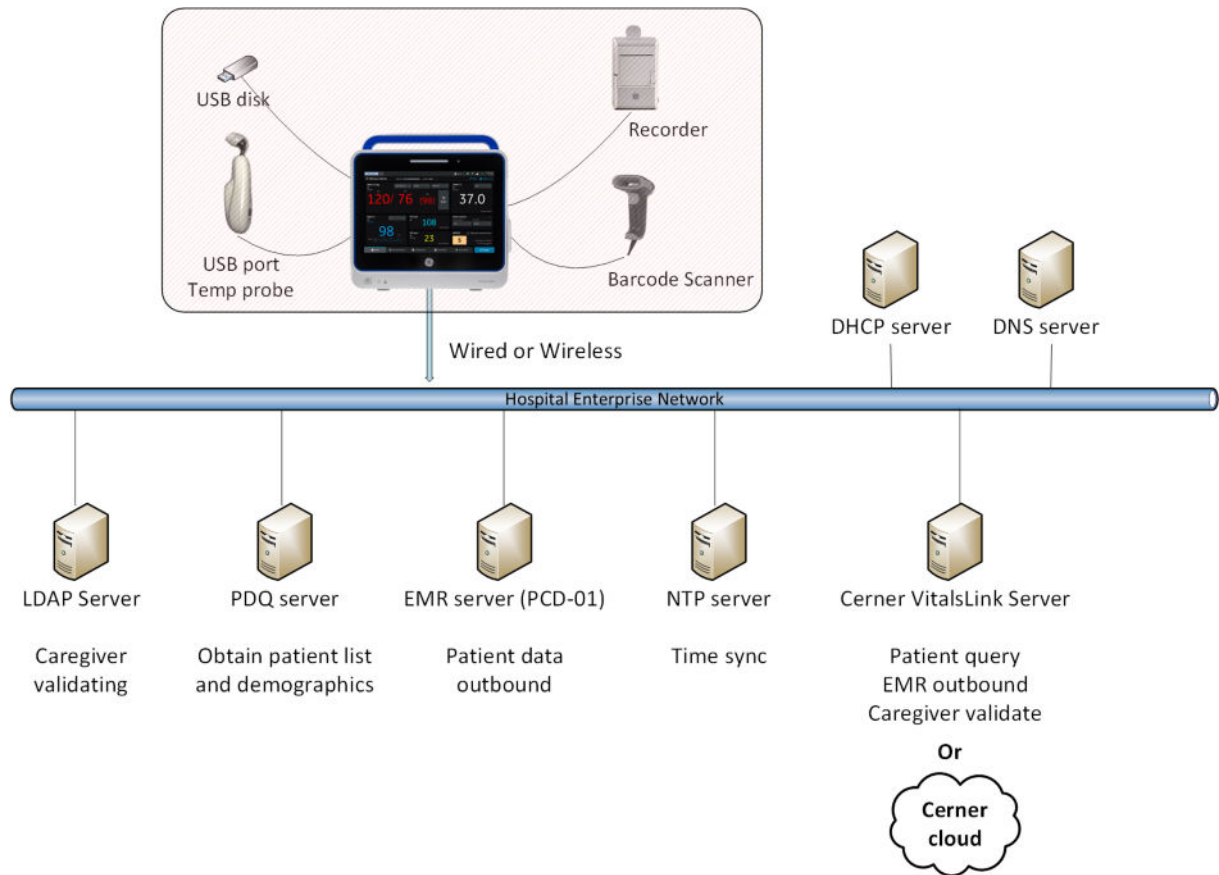 USB disk
Recorder
120/ 76 (98)
37.0
98
108
23
USB port
Temp probe
Barcode Scanner
DHCP server
DNS server
Wired or Wireless
Hospital Enterprise Network
LDAP Server
PDQ server
EMR server (PCD-01)
NTP server
Cerner VitalsLink Server
Caregiver
validating
Obtain patient list
and demographics
Patient data
outbound
Time sync
Patient query
EMR outbound
Caregiver validate
Or
Cerner
cloud